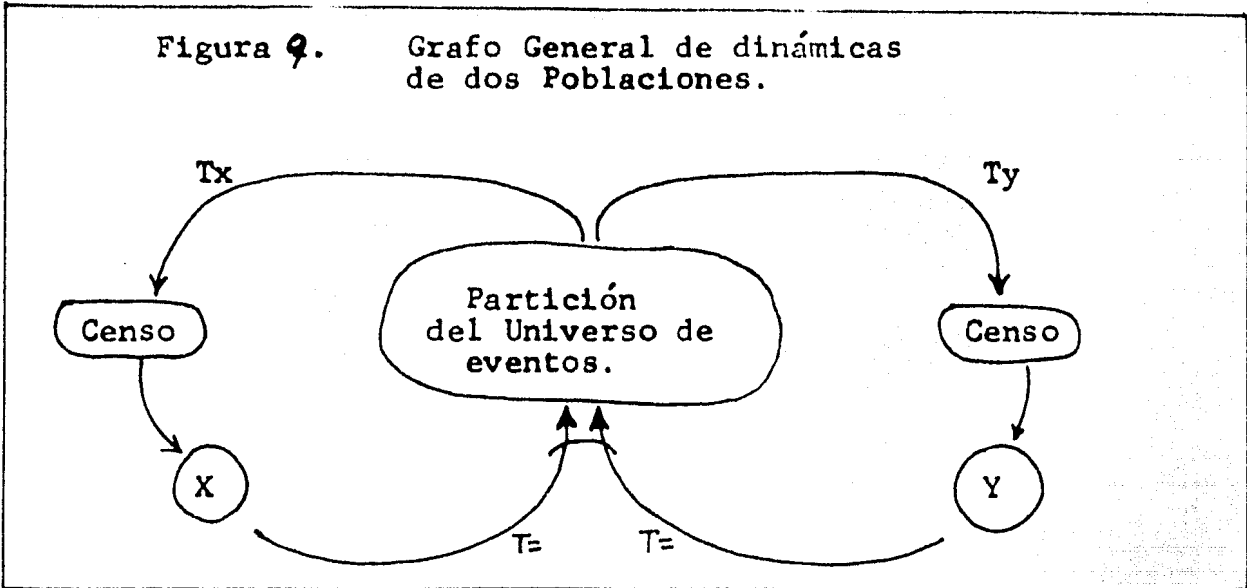 Figura 9. Grafo General de dinámicas
de dos Poblaciones.
Tx
Ty
Censo
Partición
del Universo de
eventos.
Censo
X
Y
T=
T=